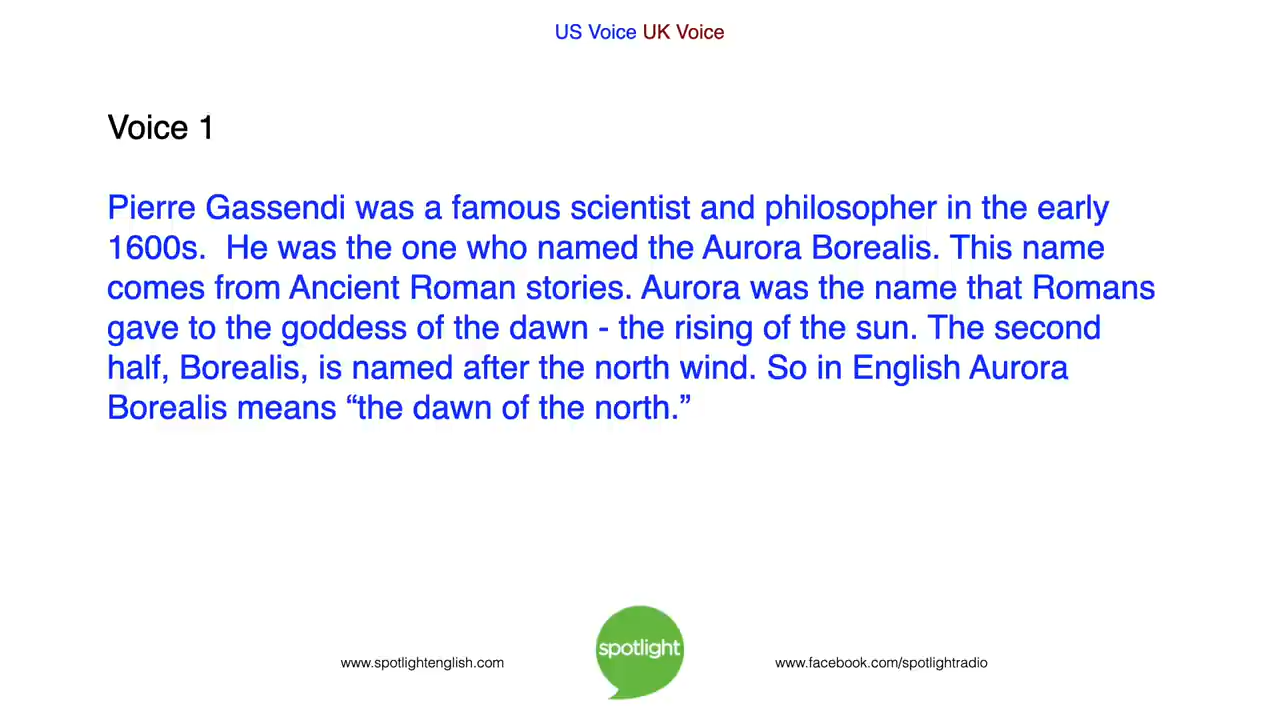 US Voice UK Voice
Voice 1
Pierre Gassendi was a famous scientist and philosopher in the early
1600s.  He was the one who named the Aurora Borealis. This name
comes from Ancient Roman stories. Aurora was the name that Romans
gave to the goddess of the dawn - the rising of the sun. The second
half, Borealis, is named after the north wind. So in English Aurora
Borealis means “the dawn of the north.”
spotlight
www.spotlightenglish.com
www.facebook.com/spotlightradio